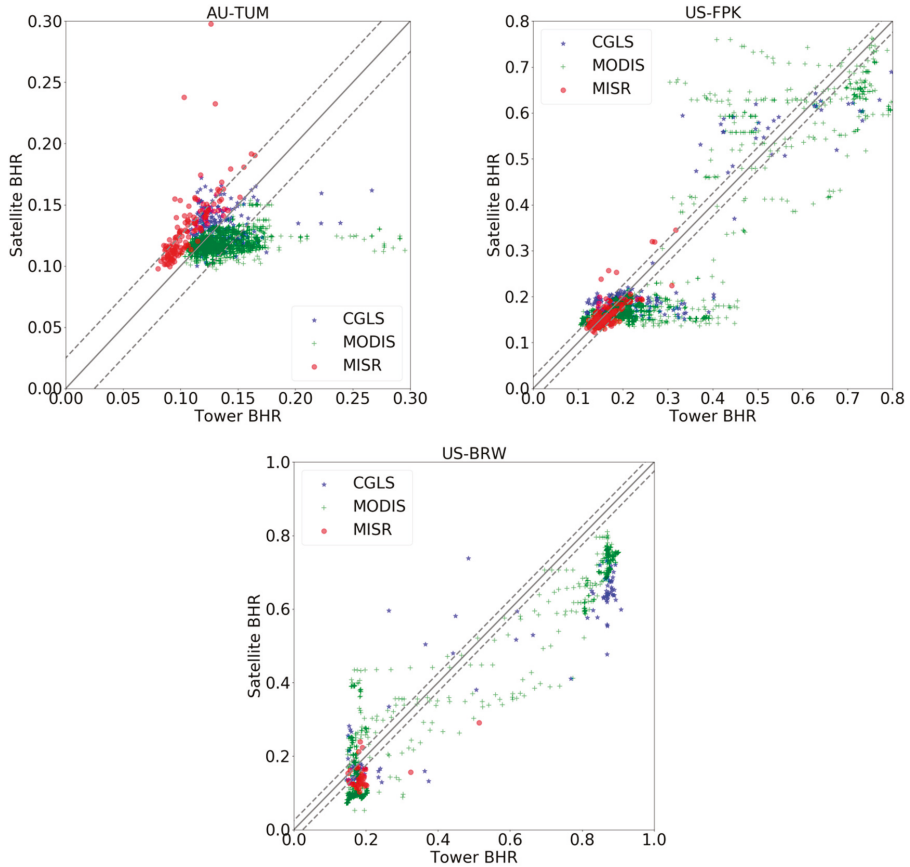 AU-TUM
0.30
0.25
0.20
0.15
0.10
0.05
0.00
Satellite BHR
CGLS
MODIS
MISR
0.00 0.05 0.10 0.15 0.20 0.25 0.30
Tower BHR
US-FPK
0.8
0.7
0.6
0.5
0.4
0.3
0.2
0.1
0.0
Satellite BHR
CGLS
MODIS
MISR
0.0 0.1 0.2 0.3 0.4 0.5 0.6 0.7 0.8
Tower BHR
US-BRW
1.0
0.8
0.6
0.4
0.2
0.0
Satellite BHR
CGLS
MODIS
MISR
0.0 0.2 0.4 0.6 0.8 1.0
Tower BHR